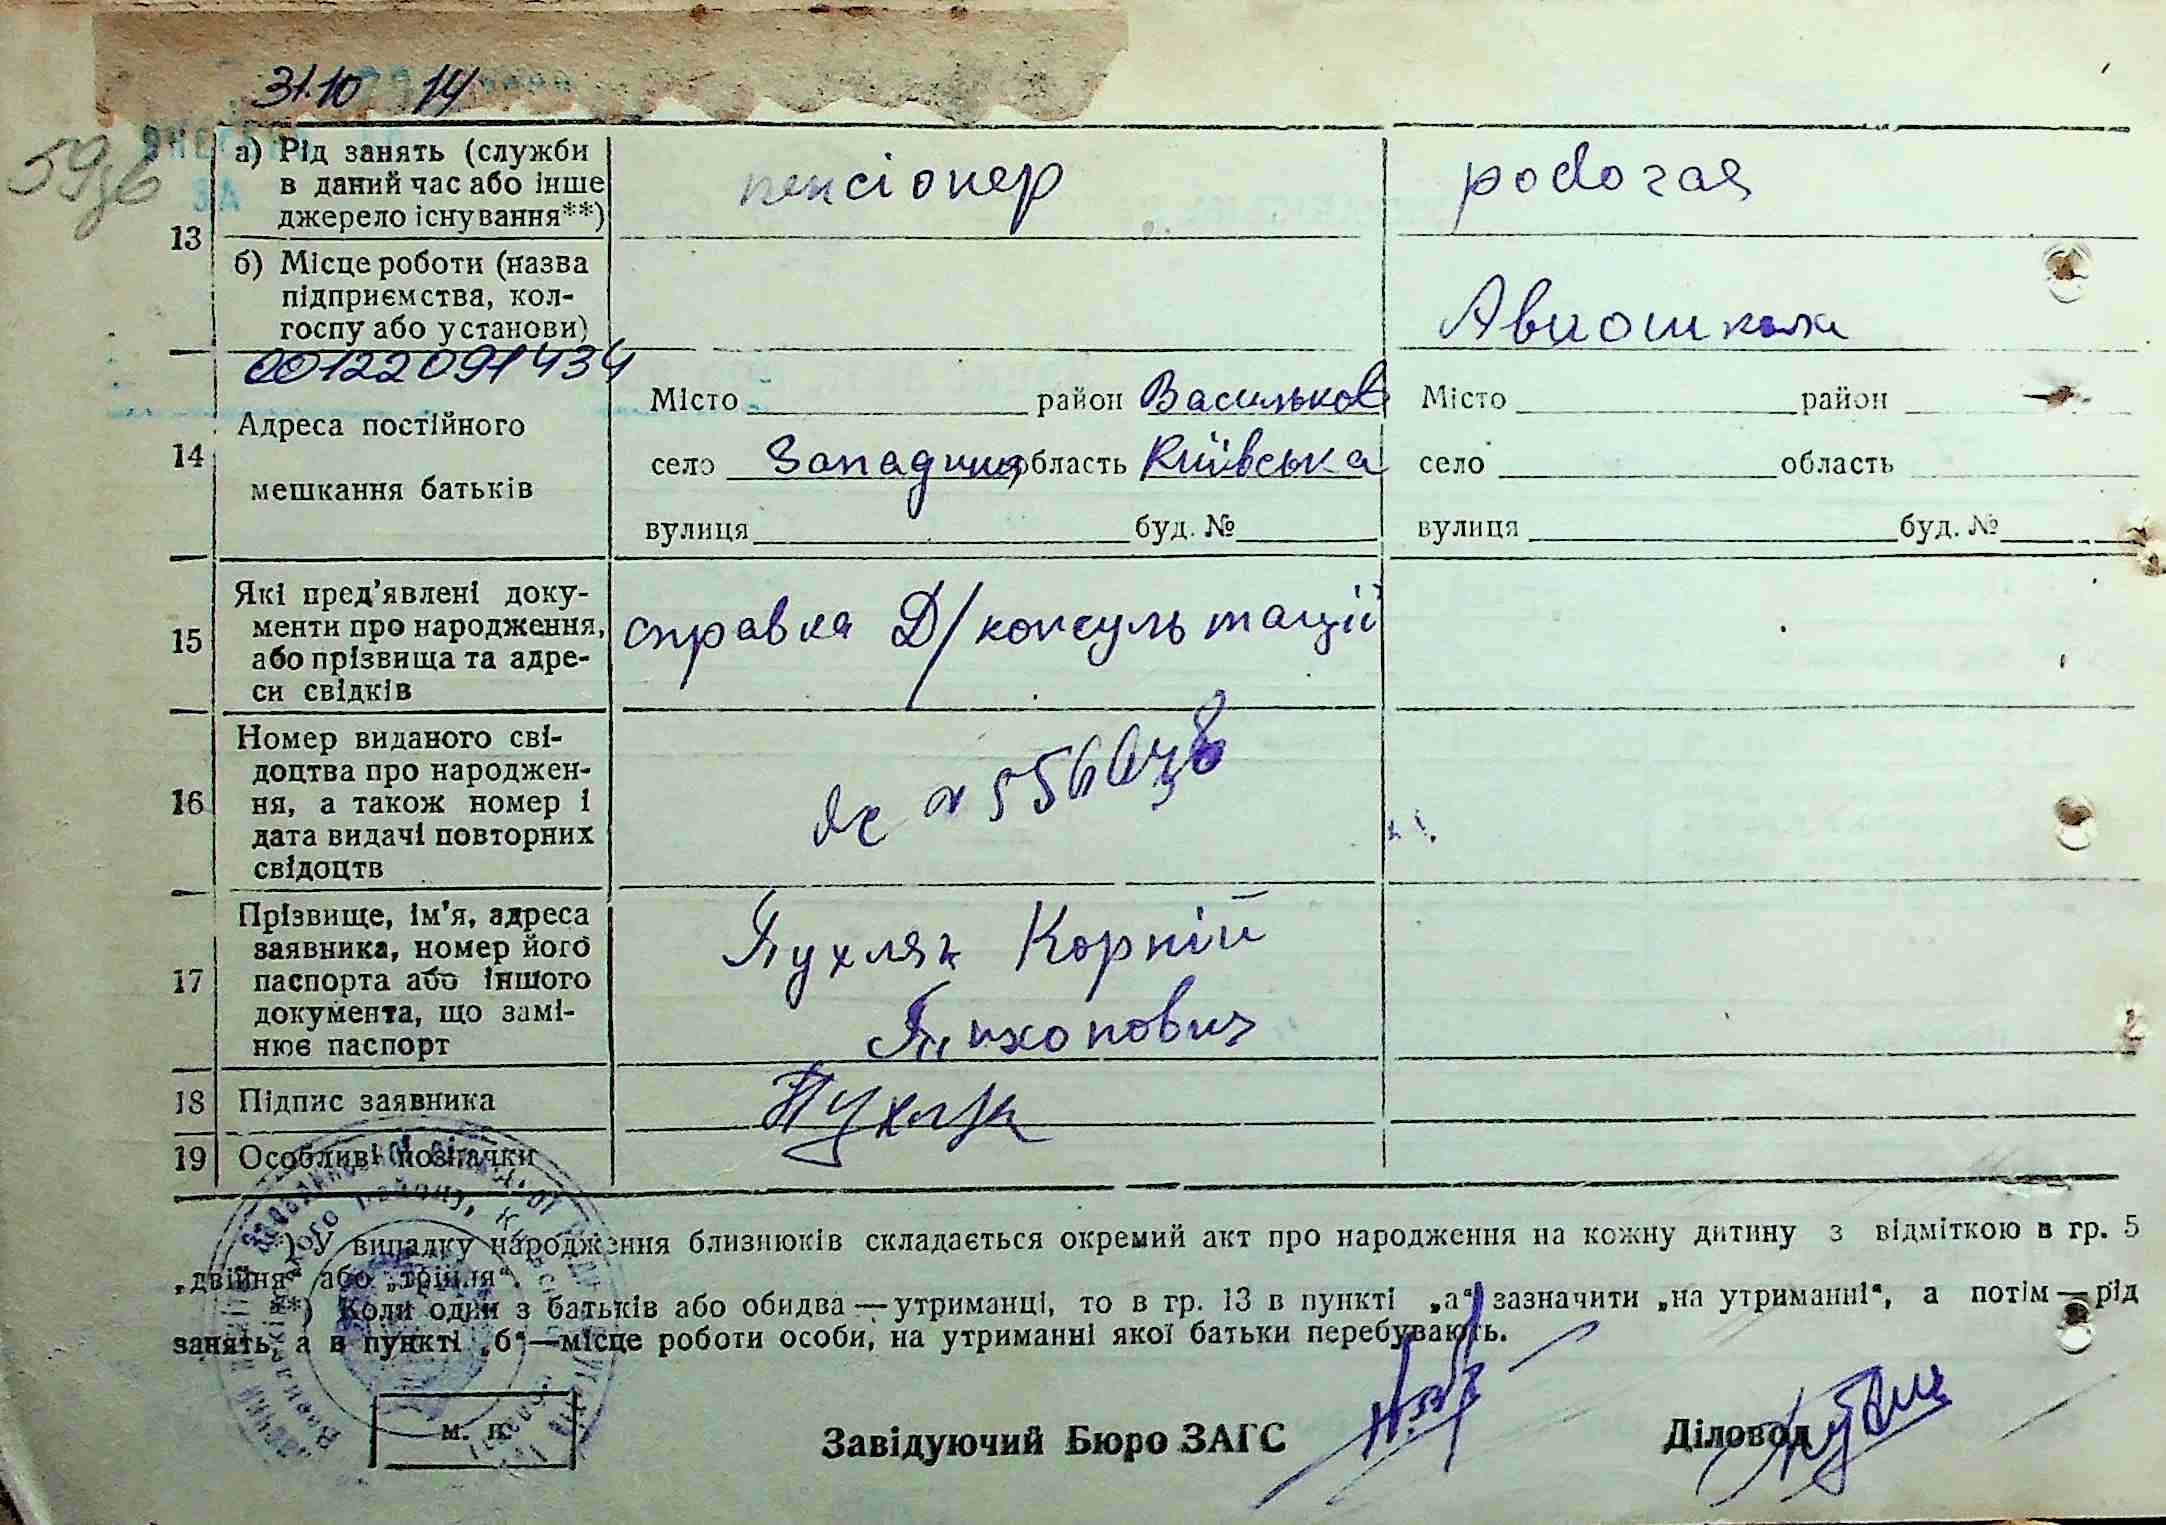 31.10 14
59зв
13
а) Рід занять (служби
в даний час або інше
джерело існування**)
пенсіонер
робочая
б) Місце роботи (назва
підприємства, кол-
госпу або установи)
Авиошкола
00122091434
14
Адреса постійного
мешкання батьків
Місто район Васильков
село Западиця область Київська
вулиця буд. №
Місто район
село область
вулиця буд. №
15
Які пред'явлені доку-
менти про народження,
або прізвища та адре-
си свідків
справка Д/консультації
16
Номер виданого сві-
доцтва про народжен-
ня, а також номер і
дата видачі повторних
свідоцтв
17
Прізвище, ім'я, адреса
заявника, номер його
паспорта або іншого
документа, що замі-
нює паспорт
Пухляк Корній
Тихонович
18
Підпис заявника
Пухляк
19
Особливі позначки
*) У випадку народження близнюків складається окремий акт про народження на кожну дитину з відміткою в гр. 5
„двійня“ або „трійня“.
**) Коли один з батьків або обидва — утриманці, то в гр. 13 в пункті „а“ зазначити „на утриманні“, а потім — рід
занять, а в пункті „б“—місце роботи особи, на утриманні якої батьки перебувають.
м. п.
Завідуючий Бюро ЗАГС
Діловод